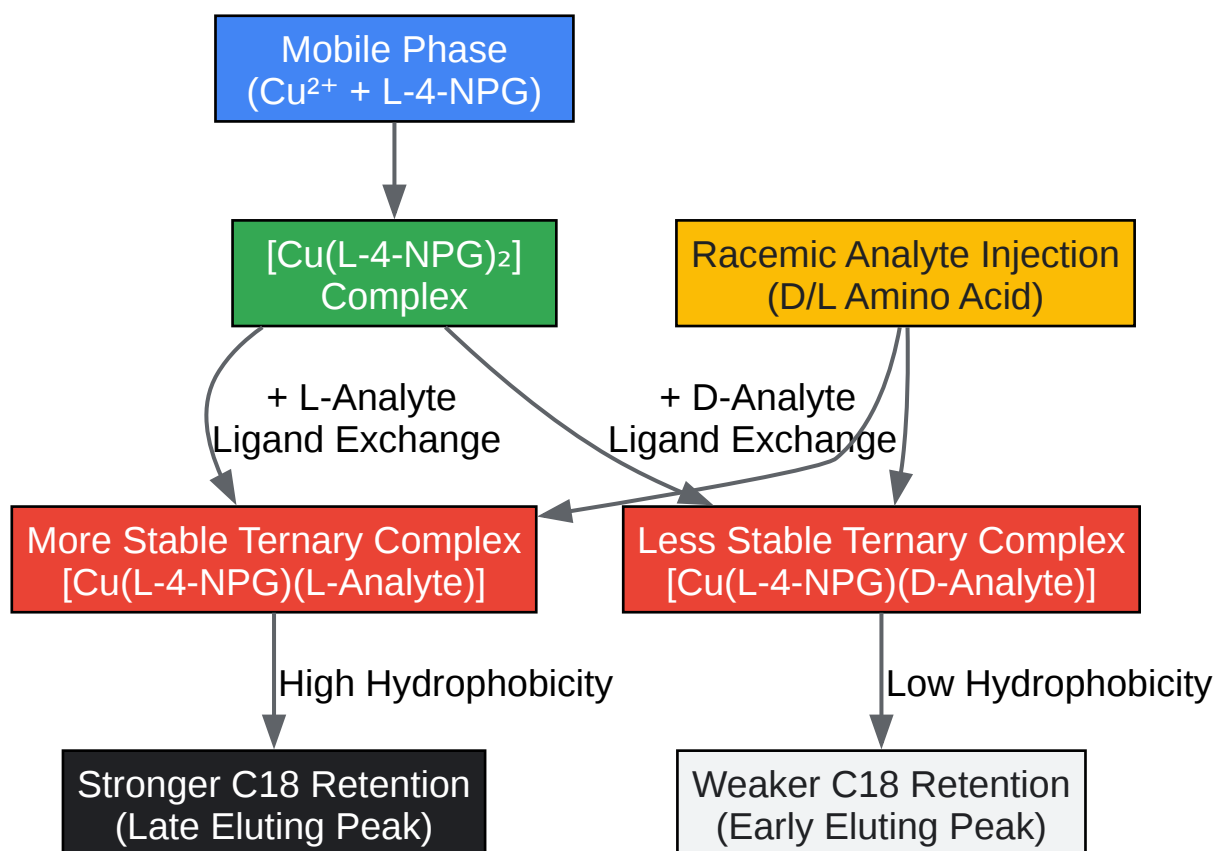 Mobile Phase
(Cu²⁺ + L-4-NPG)
[Cu(L-4-NPG)₂]
Complex
Racemic Analyte Injection
(D/L Amino Acid)
+ L-Analyte
Ligand Exchange
+ D-Analyte
Ligand Exchange
More Stable Ternary Complex
[Cu(L-4-NPG)(L-Analyte)]
Less Stable Ternary Complex
[Cu(L-4-NPG)(D-Analyte)]
High Hydrophobicity
Low Hydrophobicity
Stronger C18 Retention
(Late Eluting Peak)
Weaker C18 Retention
(Early Eluting Peak)